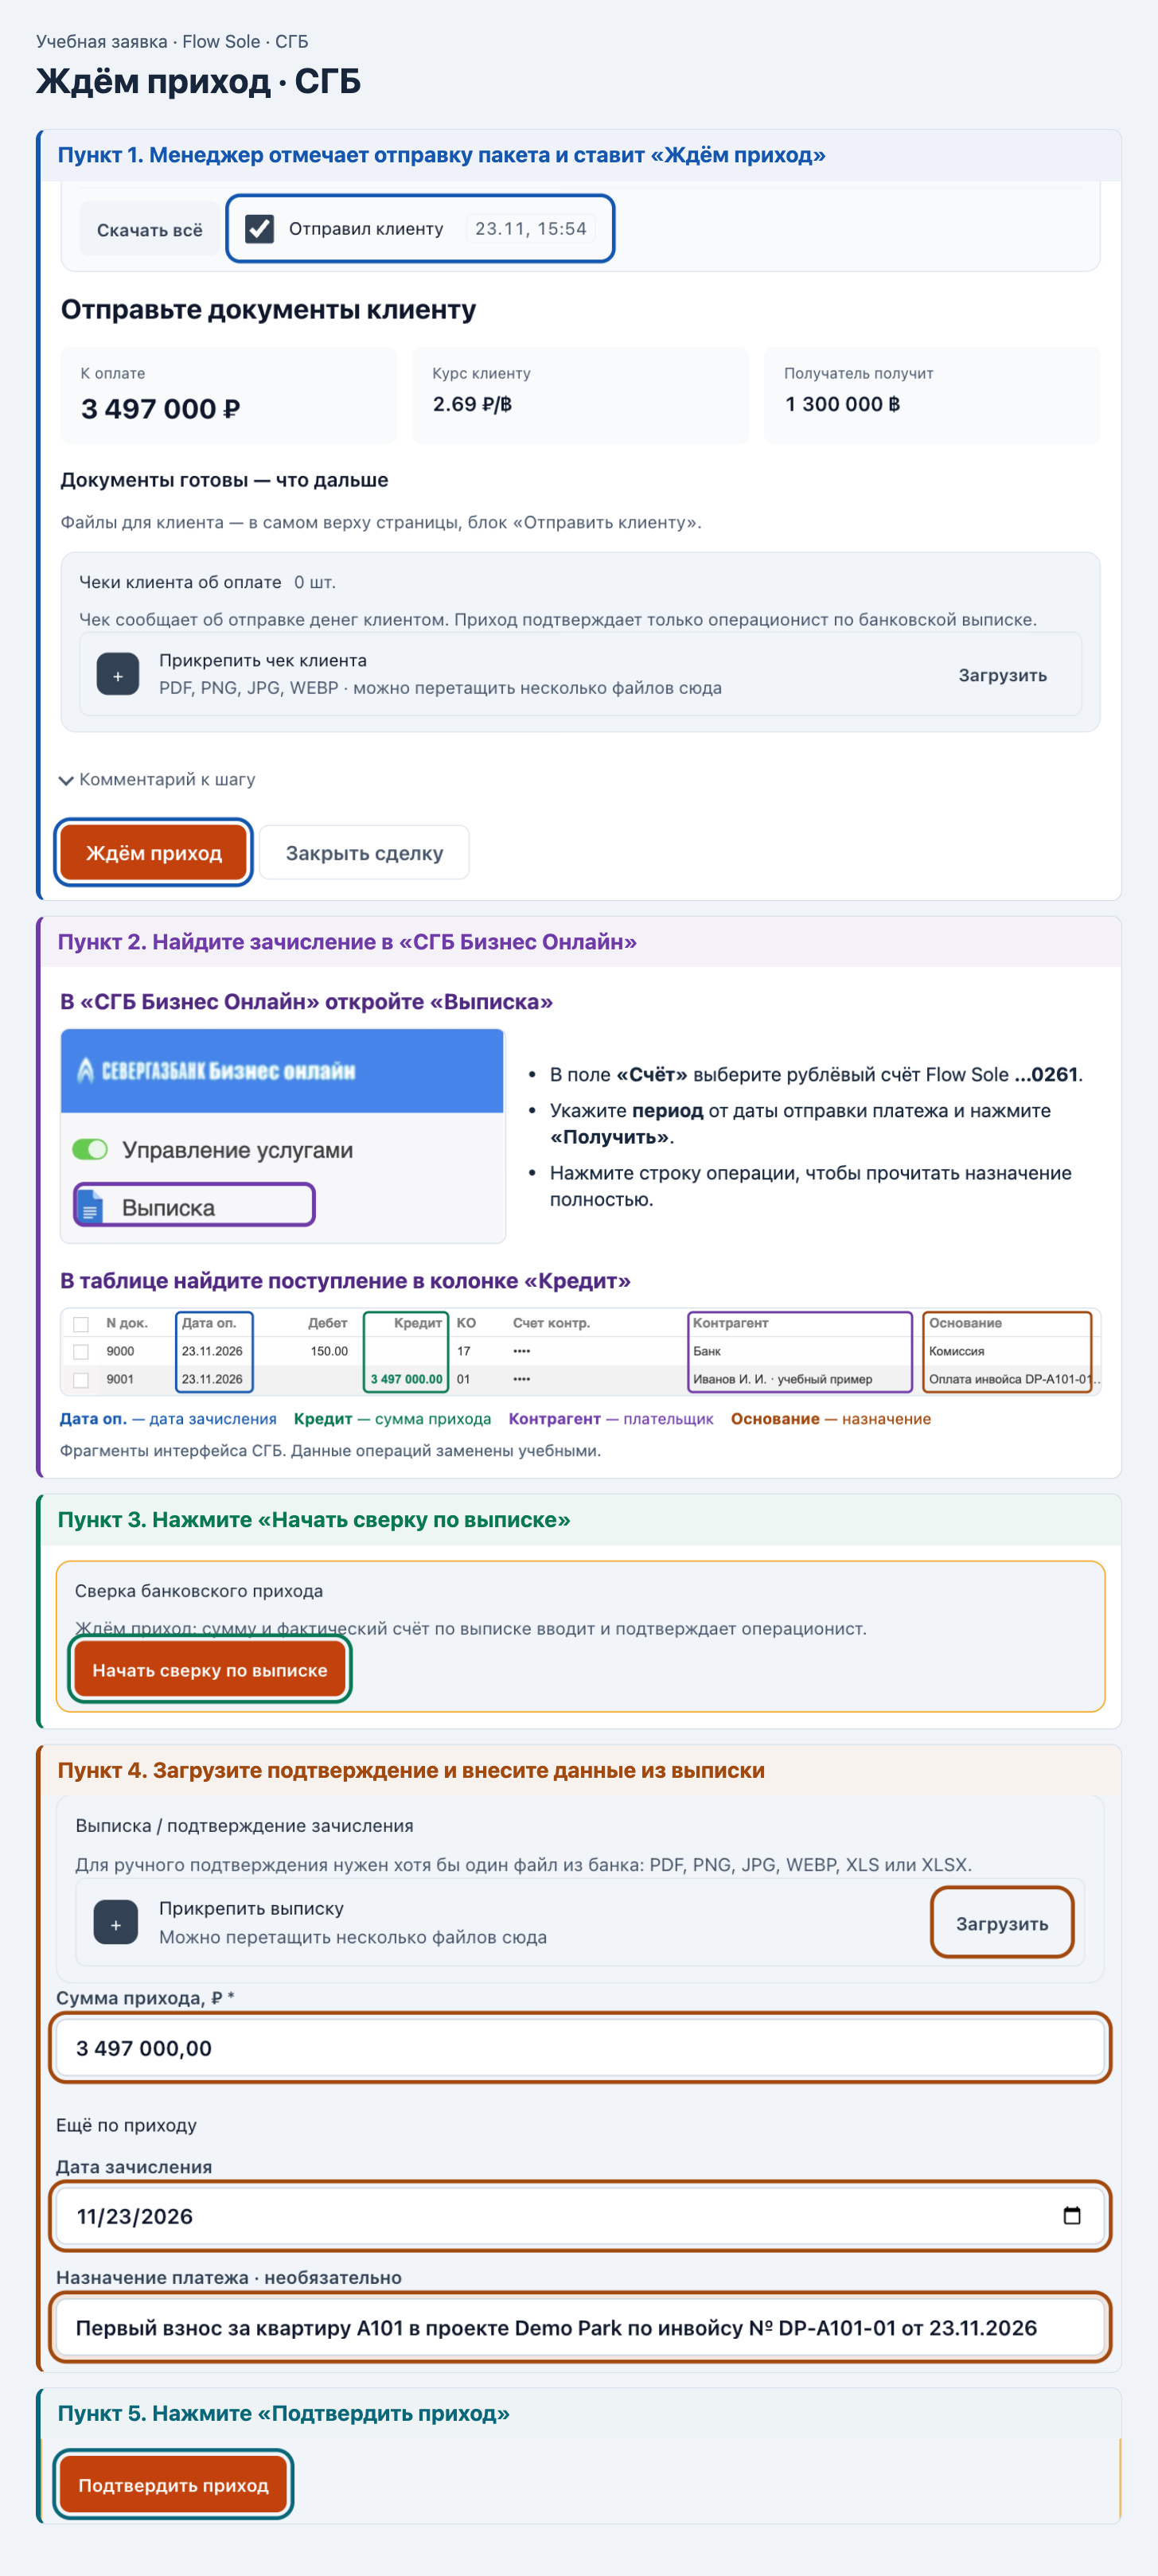 Учебная заявка · Flow Sole · СГБ
Ждём приход · СГБ
Пункт 1. Менеджер отмечает отправку пакета и ставит «Ждём приход»
Скачать всё
Отправил клиенту
23.11, 15:54
Отправьте документы клиенту
К оплате
3 497 000 ₽
Курс клиенту
2.69 ₽/฿
Получатель получит
1 300 000 ฿
Документы готовы — что дальше
Файлы для клиента — в самом верху страницы, блок «Отправить клиенту».
Чеки клиента об оплате 0 шт.
Чек сообщает об отправке денег клиентом. Приход подтверждает только операционист по банковской выписке.
+
Прикрепить чек клиента
PDF, PNG, JPG, WEBP · можно перетащить несколько файлов сюда
Загрузить
Комментарий к шагу
Ждём приход
Закрыть сделку
Пункт 2. Найдите зачисление в «СГБ Бизнес Онлайн»
В «СГБ Бизнес Онлайн» откройте «Выписка»
СЕВЕРГАЗБАНК Бизнес онлайн
Управление услугами
Выписка
• В поле «Счёт» выберите рублёвый счёт Flow Sole ...0261.
• Укажите период от даты отправки платежа и нажмите
«Получить».
• Нажмите строку операции, чтобы прочитать назначение
полностью.
В таблице найдите поступление в колонке «Кредит»
N док. Дата оп. Дебет Кредит КО Счет контр. Контрагент Основание
9000 23.11.2026 150.00 17 •••• Банк Комиссия
9001 23.11.2026 3 497 000.00 01 •••• Иванов И. И. · учебный пример Оплата инвойса DP-A101-01...
Дата оп. — дата зачисления Кредит — сумма прихода Контрагент — плательщик Основание — назначение
Фрагменты интерфейса СГБ. Данные операций заменены учебными.
Пункт 3. Нажмите «Начать сверку по выписке»
Сверка банковского прихода
Ждём приход: сумму и фактический счёт по выписке вводит и подтверждает операционист.
Начать сверку по выписке
Пункт 4. Загрузите подтверждение и внесите данные из выписки
Выписка / подтверждение зачисления
Для ручного подтверждения нужен хотя бы один файл из банка: PDF, PNG, JPG, WEBP, XLS или XLSX.
+
Прикрепить выписку
Можно перетащить несколько файлов сюда
Загрузить
Сумма прихода, ₽ *
3 497 000,00
Ещё по приходу
Дата зачисления
11/23/2026
Назначение платежа · необязательно
Первый взнос за квартиру A101 в проекте Demo Park по инвойсу № DP-A101-01 от 23.11.2026
Пункт 5. Нажмите «Подтвердить приход»
Подтвердить приход